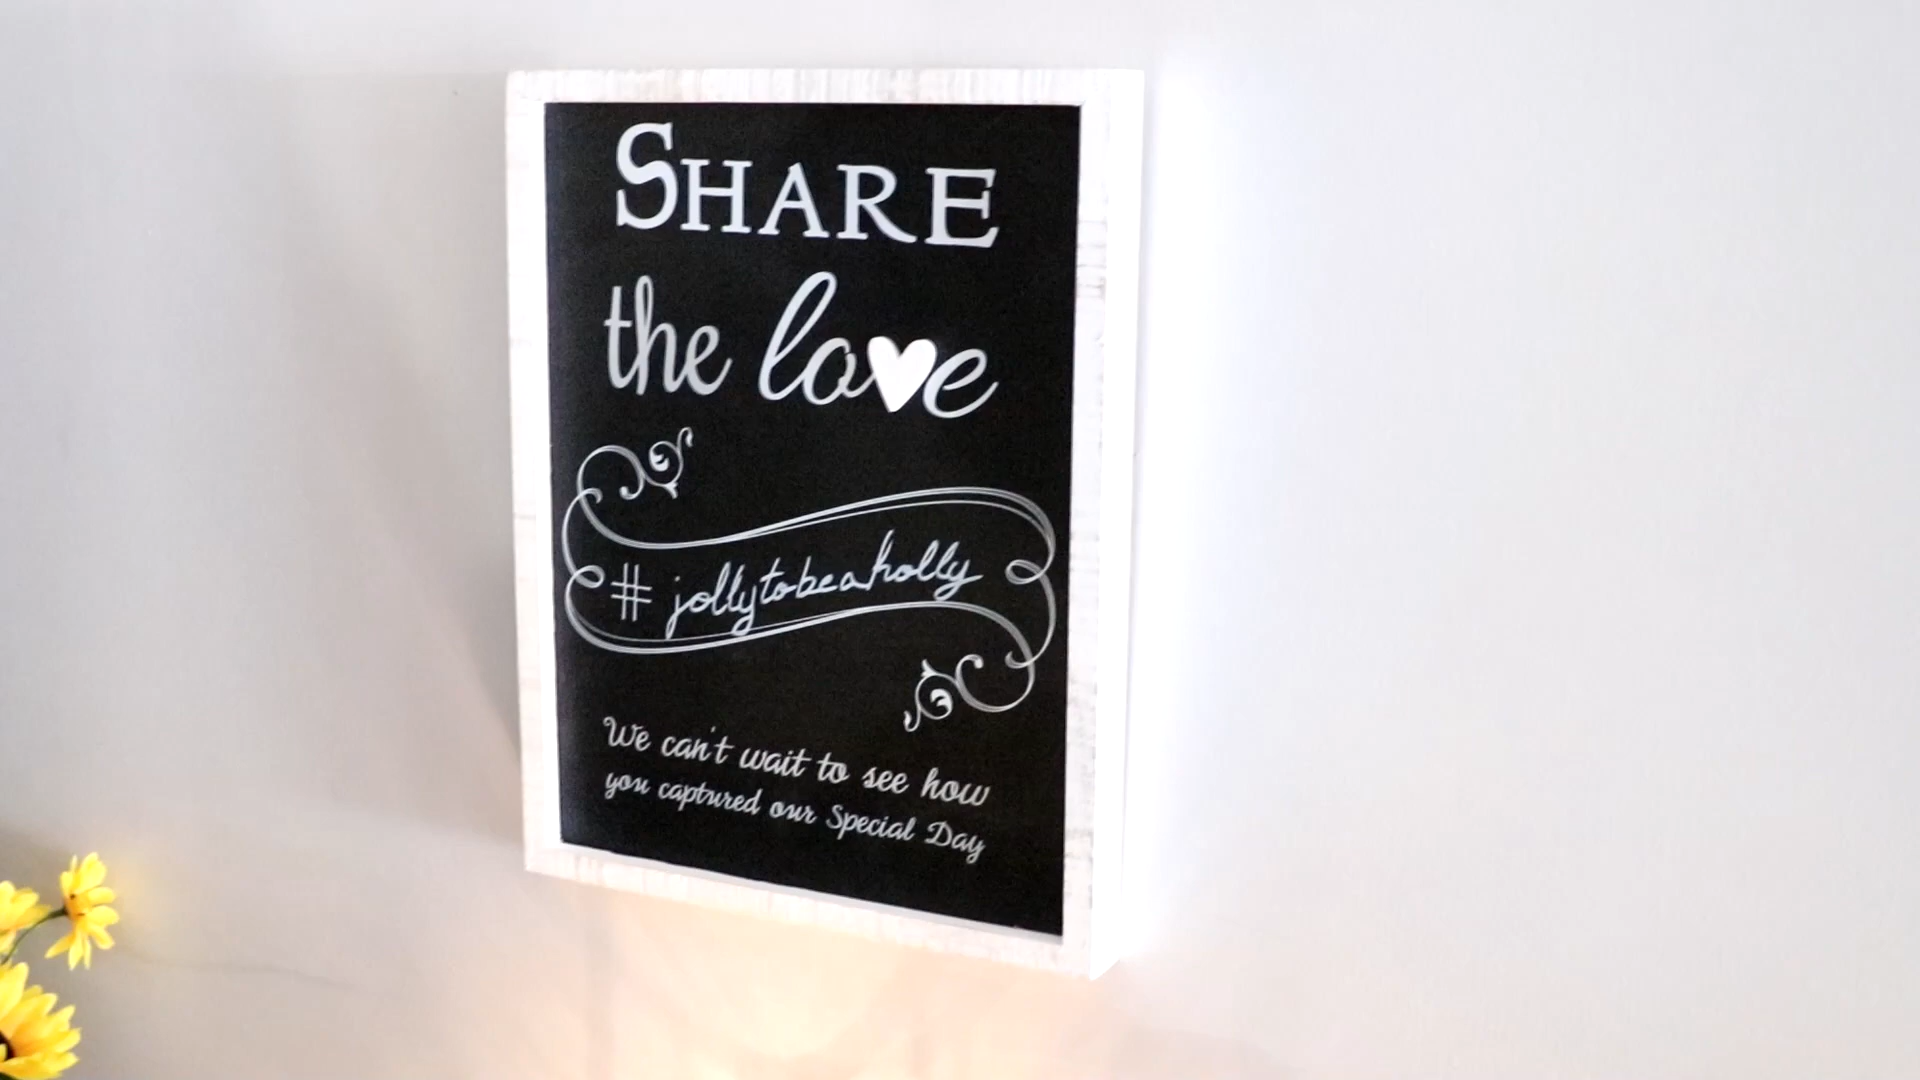 SHARE
the love
# jollytobeaholly
We can't wait to see how
you captured our Special Day